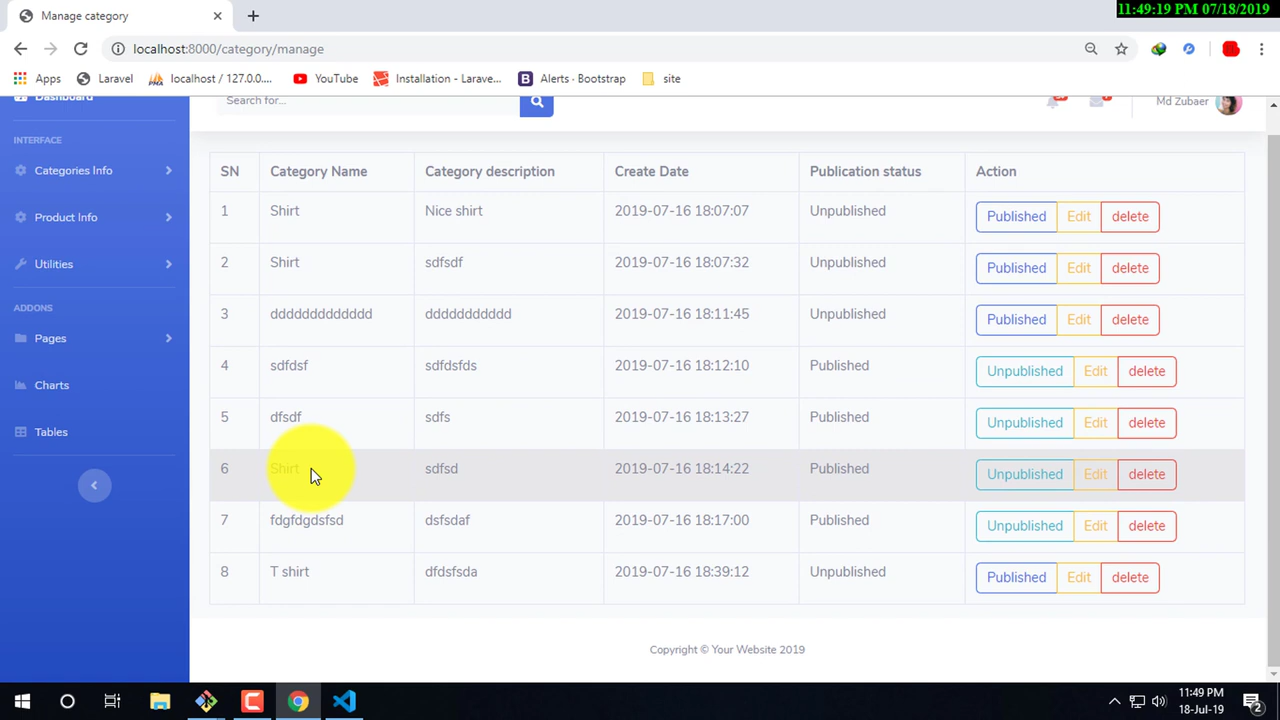 Manage category
11:49:19 PM 07/18/2019
localhost:8000/category/manage
Apps Laravel localhost / 127.0.0.... YouTube Installation - Larave... Alerts · Bootstrap site
Dashboard
Search for...
Md Zubaer
INTERFACE
Categories Info
Product Info
Utilities
ADDONS
Pages
Charts
Tables
SN Category Name Category description Create Date Publication status Action
1 Shirt Nice shirt 2019-07-16 18:07:07 Unpublished Published Edit delete
2 Shirt sdfsdf 2019-07-16 18:07:32 Unpublished Published Edit delete
3 ddddddddddddd ddddddddddd 2019-07-16 18:11:45 Unpublished Published Edit delete
4 sdfdsf sdfdsfds 2019-07-16 18:12:10 Published Unpublished Edit delete
5 dfsdf sdfs 2019-07-16 18:13:27 Published Unpublished Edit delete
6 Shirt sdfsd 2019-07-16 18:14:22 Published Unpublished Edit delete
7 fdgfdgdsfsd dsfsdaf 2019-07-16 18:17:00 Published Unpublished Edit delete
8 T shirt dfdsfsda 2019-07-16 18:39:12 Unpublished Published Edit delete
Copyright © Your Website 2019
11:49 PM
18-Jul-19
2